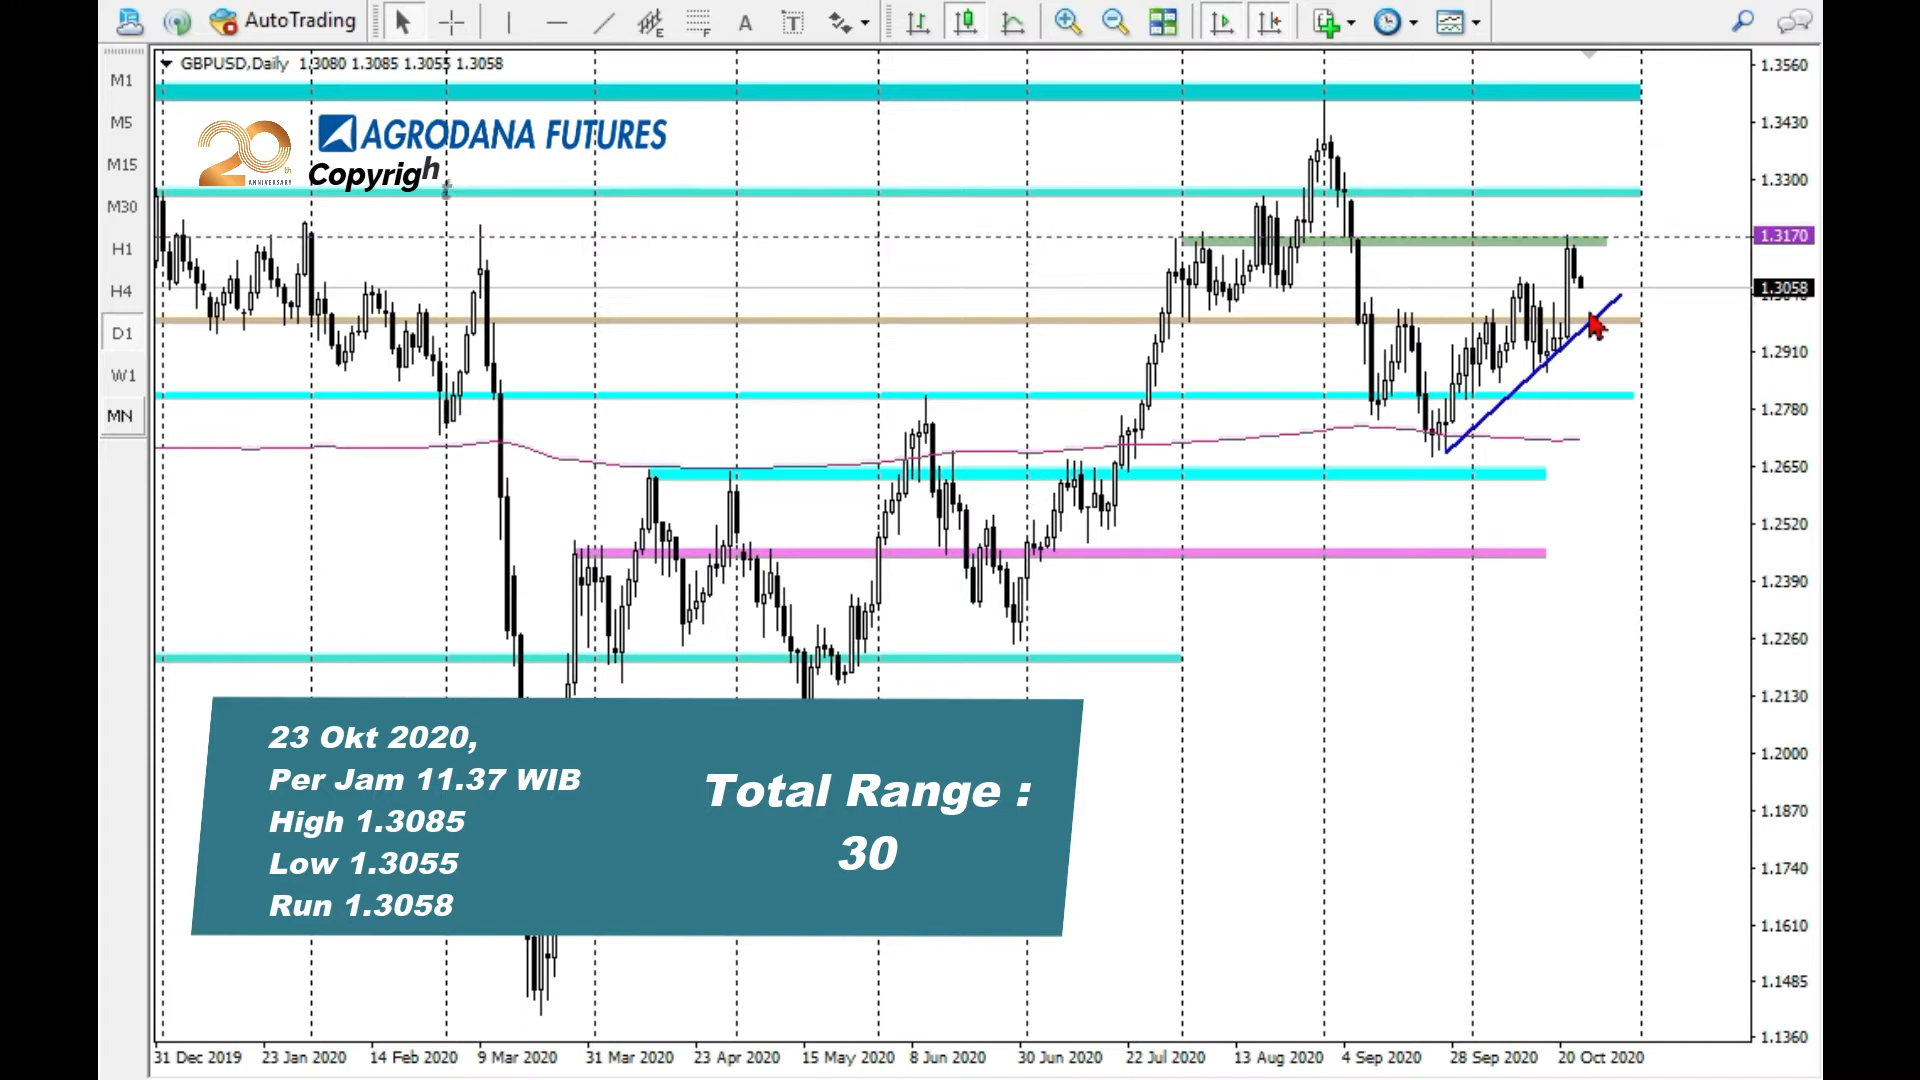 AutoTrading
A
T
E
F
M1
M5
M15
M30
H1
H4
D1
W1
MN
GBPUSD,Daily 1.3080 1.3085 1.3055 1.3058
20th
ANNIVERSARY
AGRODANA FUTURES
Copyrigh
1.3560
1.3430
1.3300
1.3170
1.3058
1.2910
1.2780
1.2650
1.2520
1.2390
1.2260
1.2130
1.2000
1.1870
1.1740
1.1610
1.1485
1.1360
23 Okt 2020,
Per Jam 11.37 WIB
High 1.3085
Low 1.3055
Run 1.3058
Total Range :
30
31 Dec 2019 23 Jan 2020 14 Feb 2020 9 Mar 2020 31 Mar 2020 23 Apr 2020 15 May 2020 8 Jun 2020 30 Jun 2020 22 Jul 2020 13 Aug 2020 4 Sep 2020 28 Sep 2020 20 Oct 2020